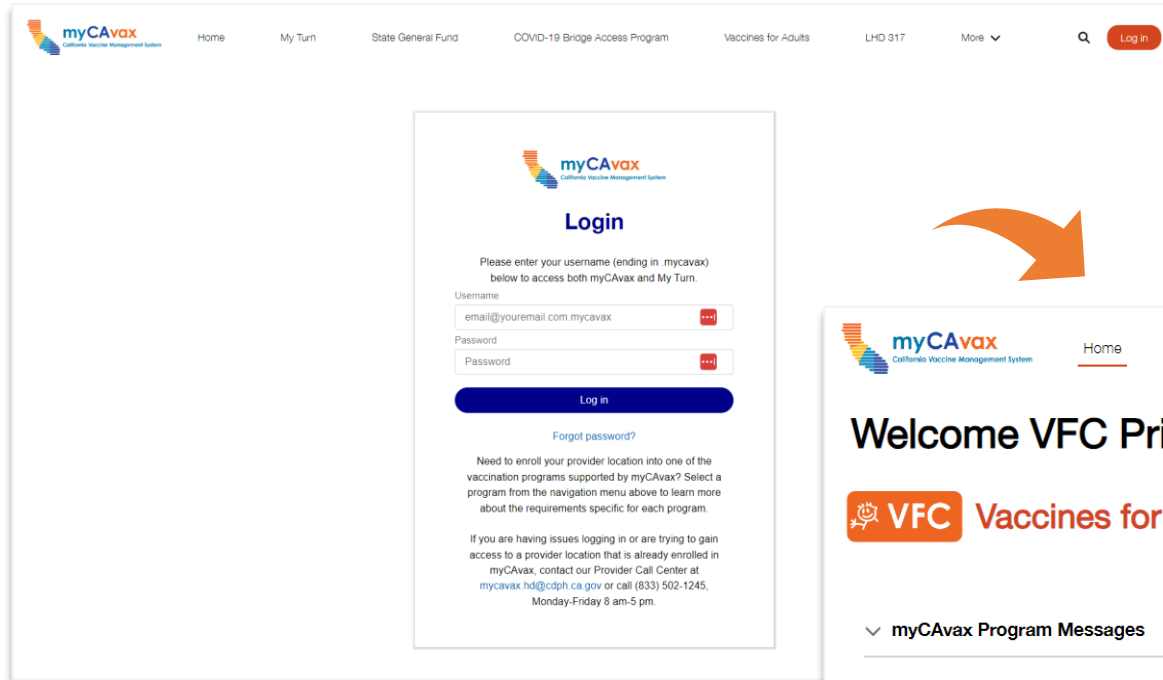 myCAvax
California Vaccine Management System
Home My Turn State General Fund COVID-19 Bridge Access Program Vaccines for Adults LHD 317 More Log in
myCAvax
California Vaccine Management System
Login
Please enter your username (ending in .mycavax)
below to access both myCAvax and My Turn.
Username
email@youremail.com.mycavax
Password
Password
Log in
Forgot password?
Need to enroll your provider location into one of the
vaccination programs supported by myCAvax? Select a
program from the navigation menu above to learn more
about the requirements specific for each program.
If you are having issues logging in or are trying to gain
access to a provider location that is already enrolled in
myCAvax, contact our Provider Call Center at
mycavax.hd@cdph.ca.gov or call (833) 502-1245,
Monday-Friday 8 am-5 pm.
myCAvax
California Vaccine Management System
Home
Welcome VFC Pri
VFC Vaccines for
myCAvax Program Messages